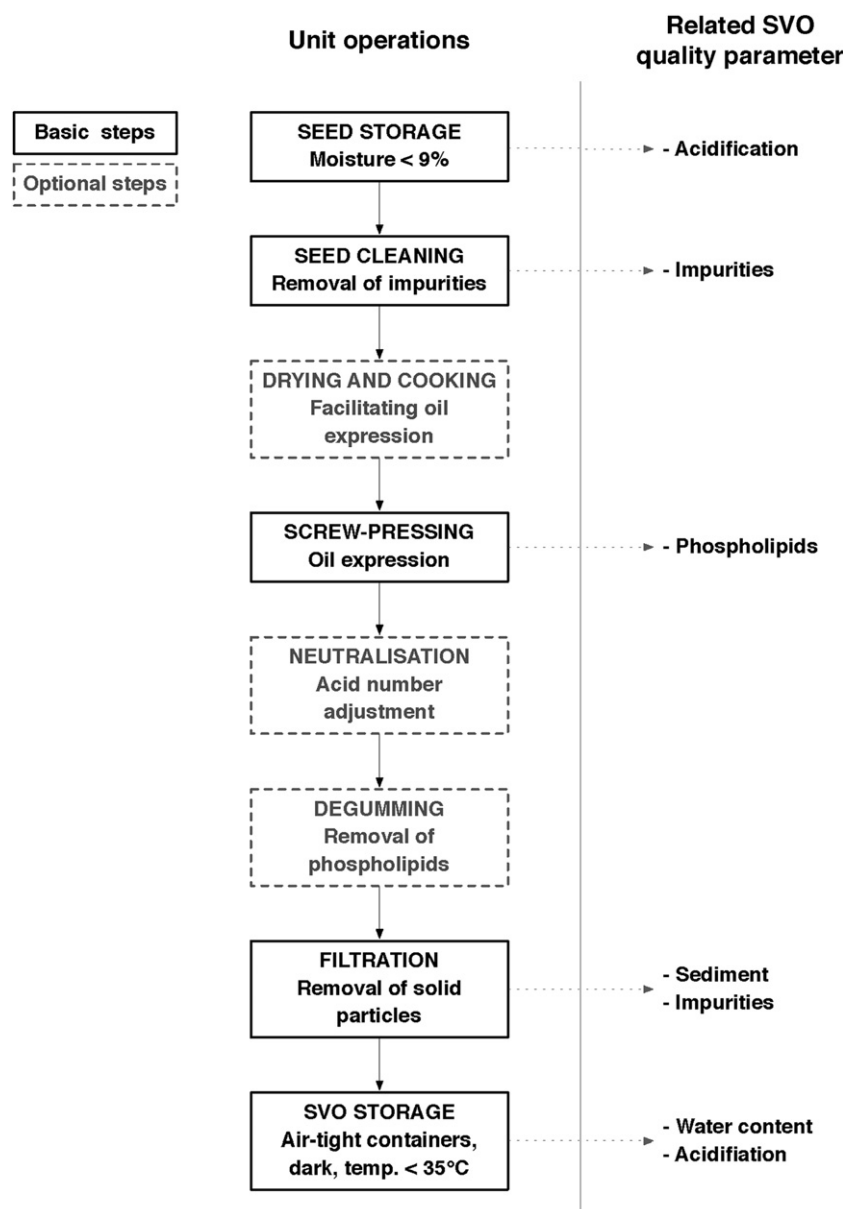 Unit operations
Related SVO
quality parameter
Basic steps
Optional steps
SEED STORAGE
Moisture < 9%
- Acidification
SEED CLEANING
Removal of impurities
- Impurities
DRYING AND COOKING
Facilitating oil
expression
SCREW-PRESSING
Oil expression
- Phospholipids
NEUTRALISATION
Acid number
adjustment
DEGUMMING
Removal of
phospholipids
FILTRATION
Removal of solid
particles
- Sediment
- Impurities
SVO STORAGE
Air-tight containers,
dark, temp. < 35°C
- Water content
- Acidifiation